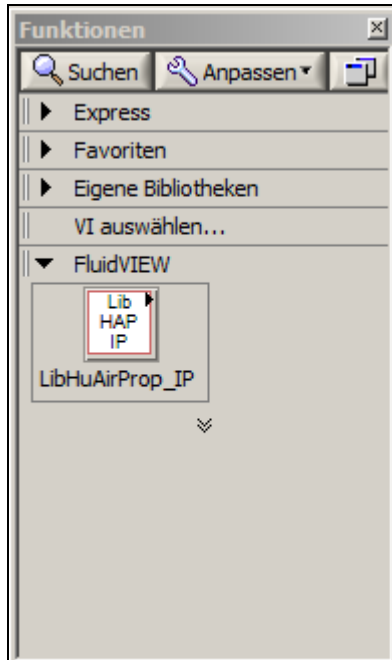 Funktionen
Suchen Anpassen
Express
Favoriten
Eigene Bibliotheken
VI auswählen...
FluidVIEW
Lib
HAP
IP
LibHuAirProp_IP